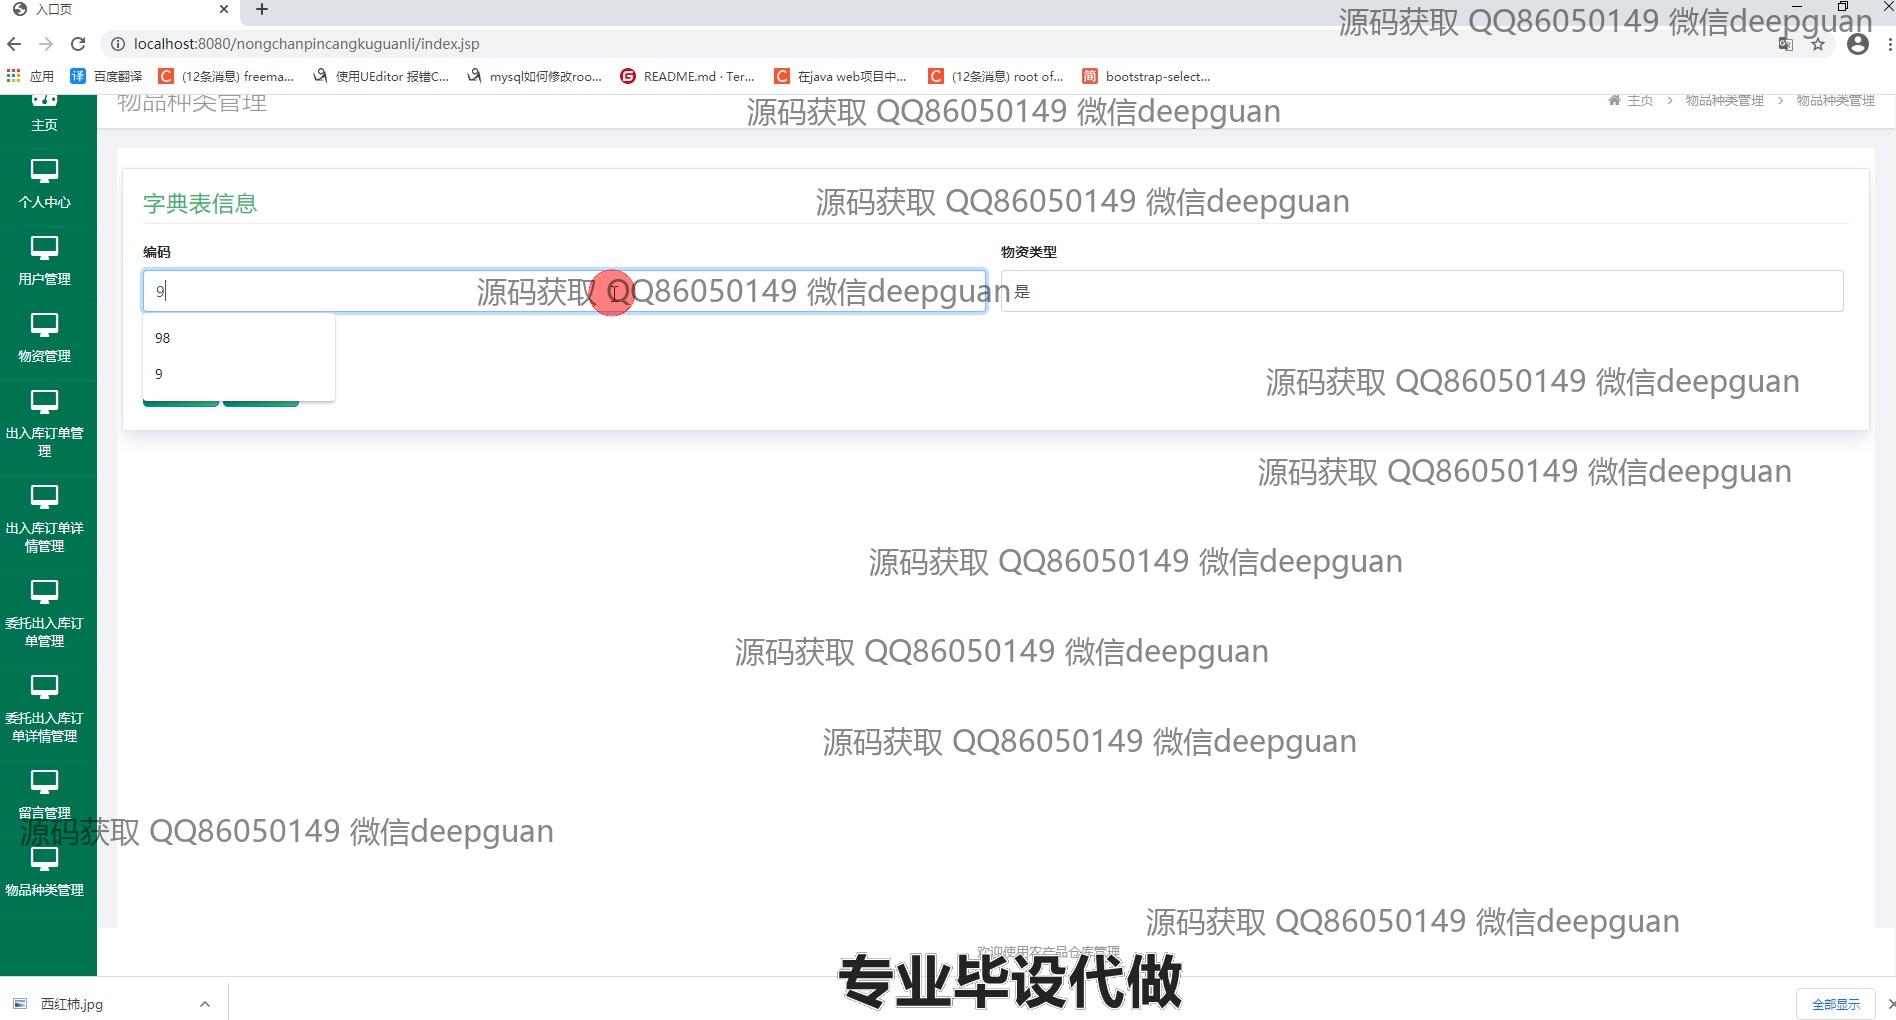 入口页
源码获取 QQ86050149 微信deepguan
localhost:8080/nongchanpincangkuguanli/index.jsp
应用
百度翻译
(12条消息) freema...
使用UEditor 报错C...
mysql如何修改roo...
README.md · Ter...
在java web项目中...
(12条消息) root of...
bootstrap-select...
物品种类管理
源码获取 QQ86050149 微信deepguan
主页 > 物品种类管理 > 物品种类管理
主页
个人中心
用户管理
物资管理
出入库订单管
理
出入库订单详
情管理
委托出入库订
单管理
委托出入库订
单详情管理
留言管理
物品种类管理
字典表信息
源码获取 QQ86050149 微信deepguan
编码
物资类型
9
源码获取 QQ86050149 微信deepguan
是
98
9
源码获取 QQ86050149 微信deepguan
源码获取 QQ86050149 微信deepguan
源码获取 QQ86050149 微信deepguan
源码获取 QQ86050149 微信deepguan
源码获取 QQ86050149 微信deepguan
源码获取 QQ86050149 微信deepguan
源码获取 QQ86050149 微信deepguan
欢迎使用农产品仓库管理
专业毕设代做
西红柿.jpg
全部显示